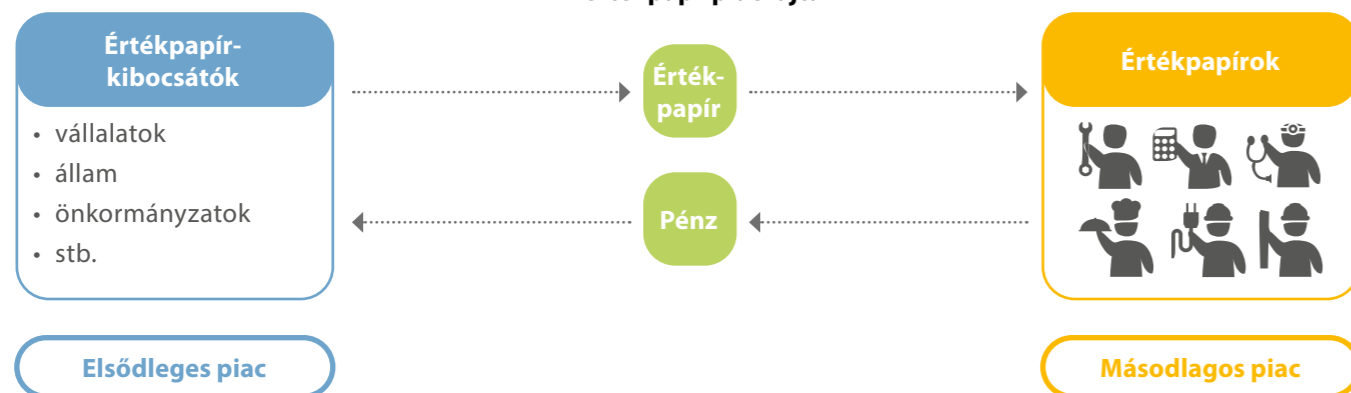 Értékpapír-
kibocsátók
• vállalatok
• állam
• önkormányzatok
• stb.
Érték-
papír
Pénz
Értékpapírok
Elsődleges piac
Másodlagos piac